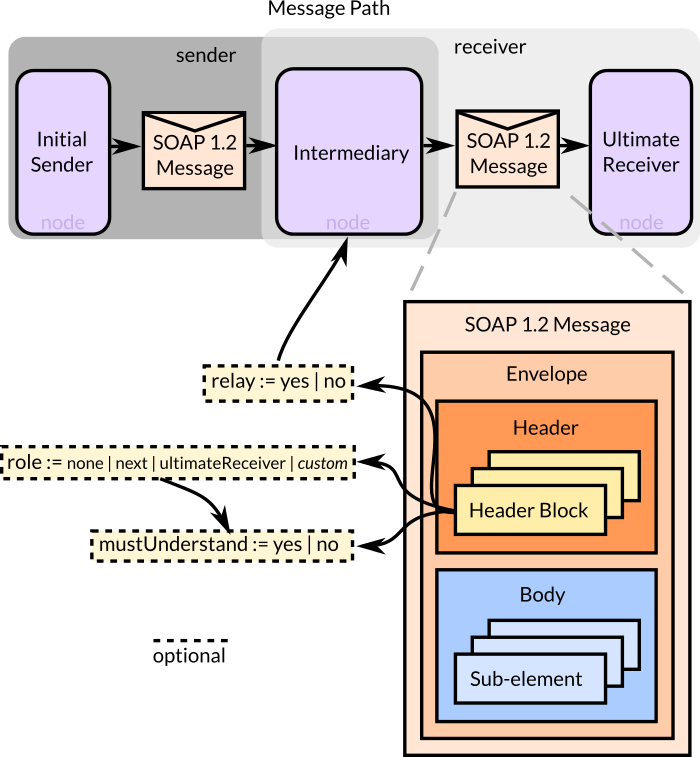 Message Path
sender
receiver
Initial
Sender
node
SOAP 1.2
Message
Intermediary
node
SOAP 1.2
Message
Ultimate
Receiver
node
SOAP 1.2 Message
Envelope
Header
Header Block
Body
Sub-element
relay := yes | no
role := none | next | ultimateReceiver | custom
mustUnderstand := yes | no
optional